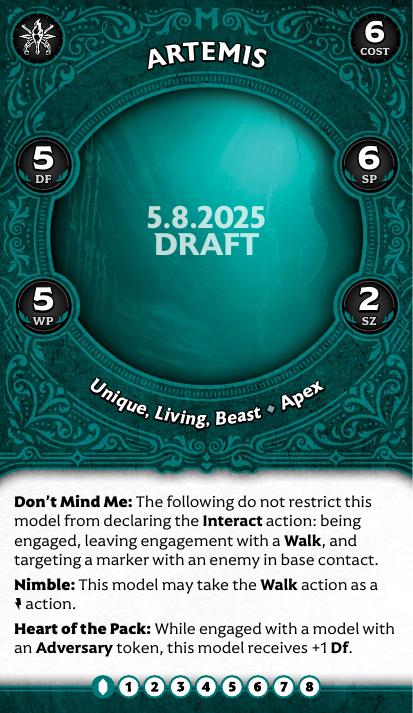 6
COST
ARTEMIS
5
DF
6
SP
5.8.2025
DRAFT
5
WP
2
SZ
Unique, Living, Beast ◆ Apex
Don't Mind Me: The following do not restrict this
model from declaring the Interact action: being
engaged, leaving engagement with a Walk, and
targeting a marker with an enemy in base contact.
Nimble: This model may take the Walk action as a
action.
Heart of the Pack: While engaged with a model with
an Adversary token, this model receives +1 Df.
1 2 3 4 5 6 7 8